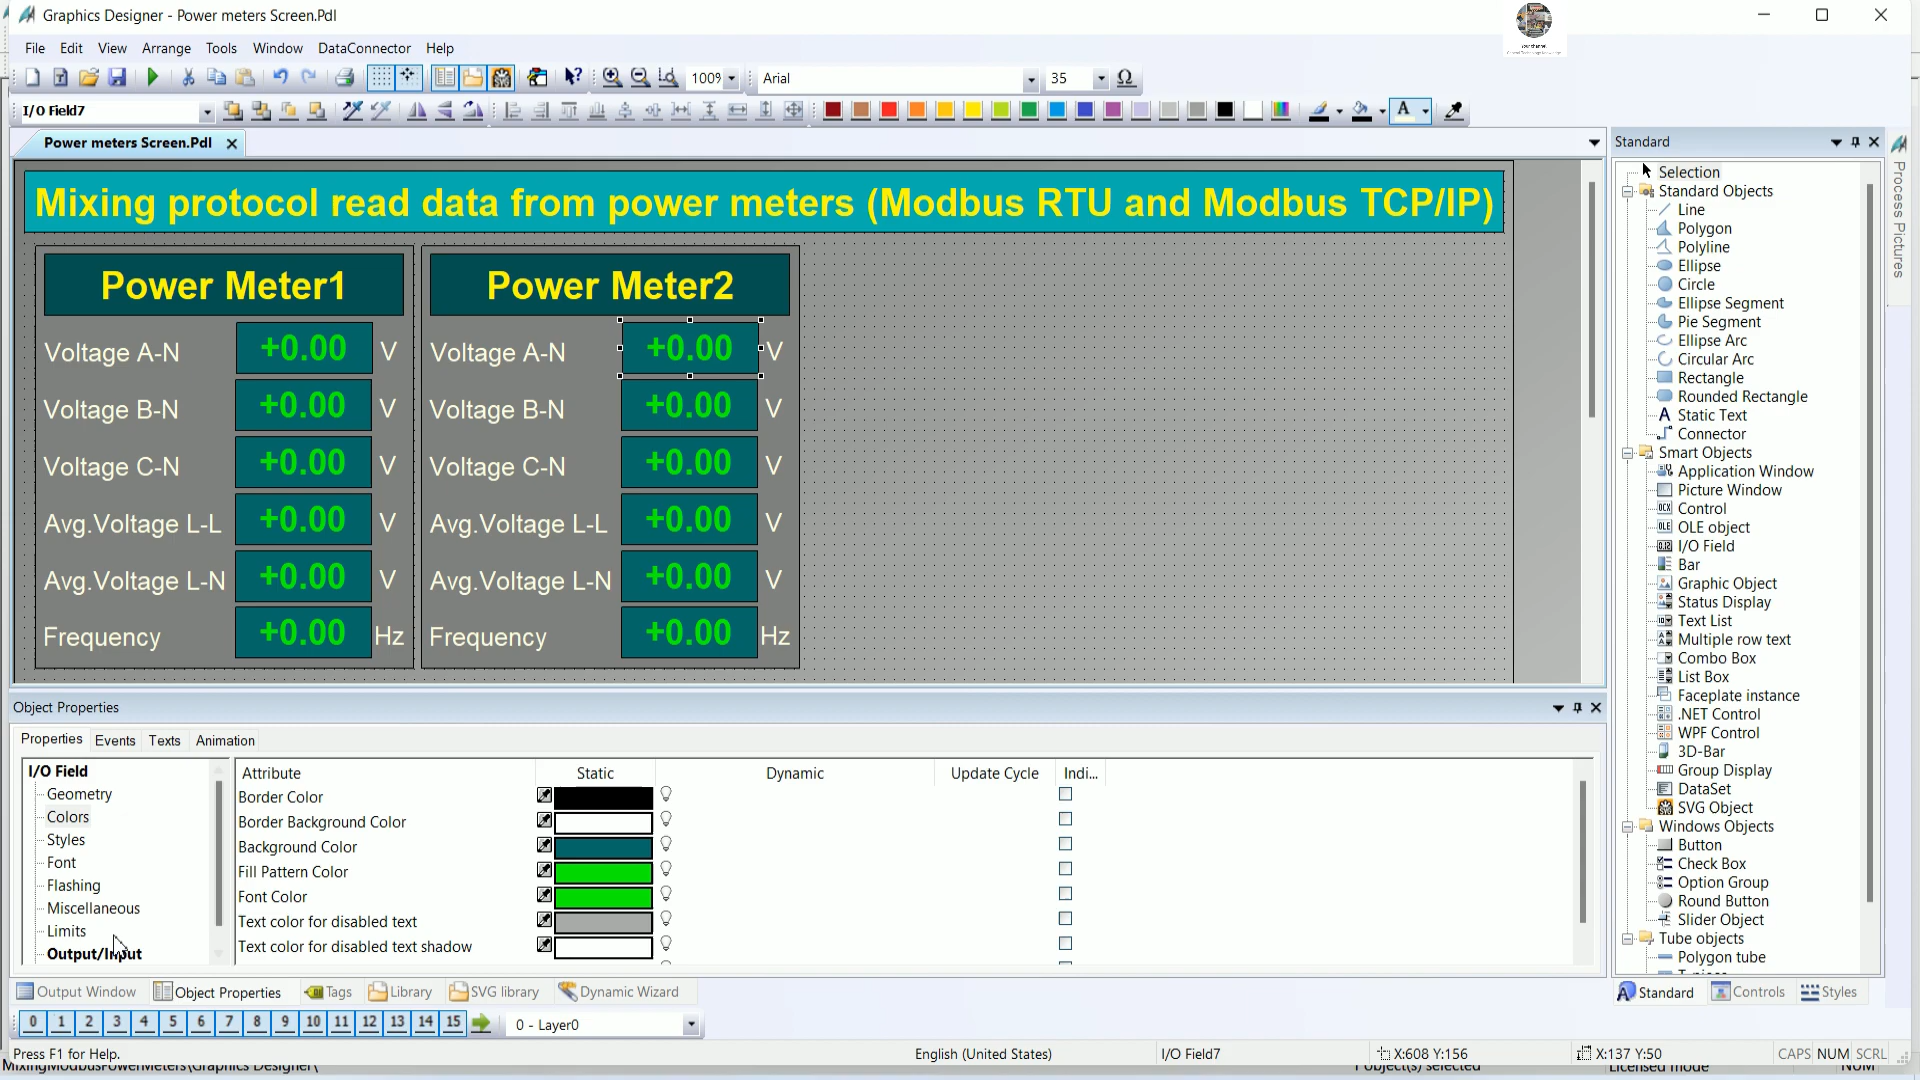 Graphics Designer - Power meters Screen.Pdl
File Edit View Arrange Tools Window DataConnector Help
100% Arial 35 Ω
I/O Field7
Power meters Screen.Pdl
Mixing protocol read data from power meters (Modbus RTU and Modbus TCP/IP)
Power Meter1 Power Meter2
Voltage A-N +0.00 V Voltage A-N +0.00 V
Voltage B-N +0.00 V Voltage B-N +0.00 V
Voltage C-N +0.00 V Voltage C-N +0.00 V
Avg.Voltage L-L +0.00 V Avg.Voltage L-L +0.00 V
Avg.Voltage L-N +0.00 V Avg.Voltage L-N +0.00 V
Frequency +0.00 Hz Frequency +0.00 Hz
Standard
Selection
Standard Objects
Line
Polygon
Polyline
Ellipse
Circle
Ellipse Segment
Pie Segment
Ellipse Arc
Circular Arc
Rectangle
Rounded Rectangle
Static Text
Connector
Smart Objects
Application Window
Picture Window
Control
OLE object
I/O Field
Bar
Graphic Object
Status Display
Text List
Multiple row text
Combo Box
List Box
Faceplate instance
.NET Control
WPF Control
3D-Bar
Group Display
DataSet
SVG Object
Windows Objects
Button
Check Box
Option Group
Round Button
Slider Object
Tube objects
Polygon tube
Process Pictures
Standard Controls Styles
Object Properties
Properties Events Texts Animation
I/O Field
Geometry
Colors
Styles
Font
Flashing
Miscellaneous
Limits
Output/Input
Attribute Static Dynamic Update Cycle Indi...
Border Color
Border Background Color
Background Color
Fill Pattern Color
Font Color
Text color for disabled text
Text color for disabled text shadow
Output Window Object Properties Tags Library SVG library Dynamic Wizard
0 1 2 3 4 5 6 7 8 9 10 11 12 13 14 15 0 - Layer0
Press F1 for Help. English (United States) I/O Field7 X:608 Y:156 X:137 Y:50 CAPS NUM SCRL